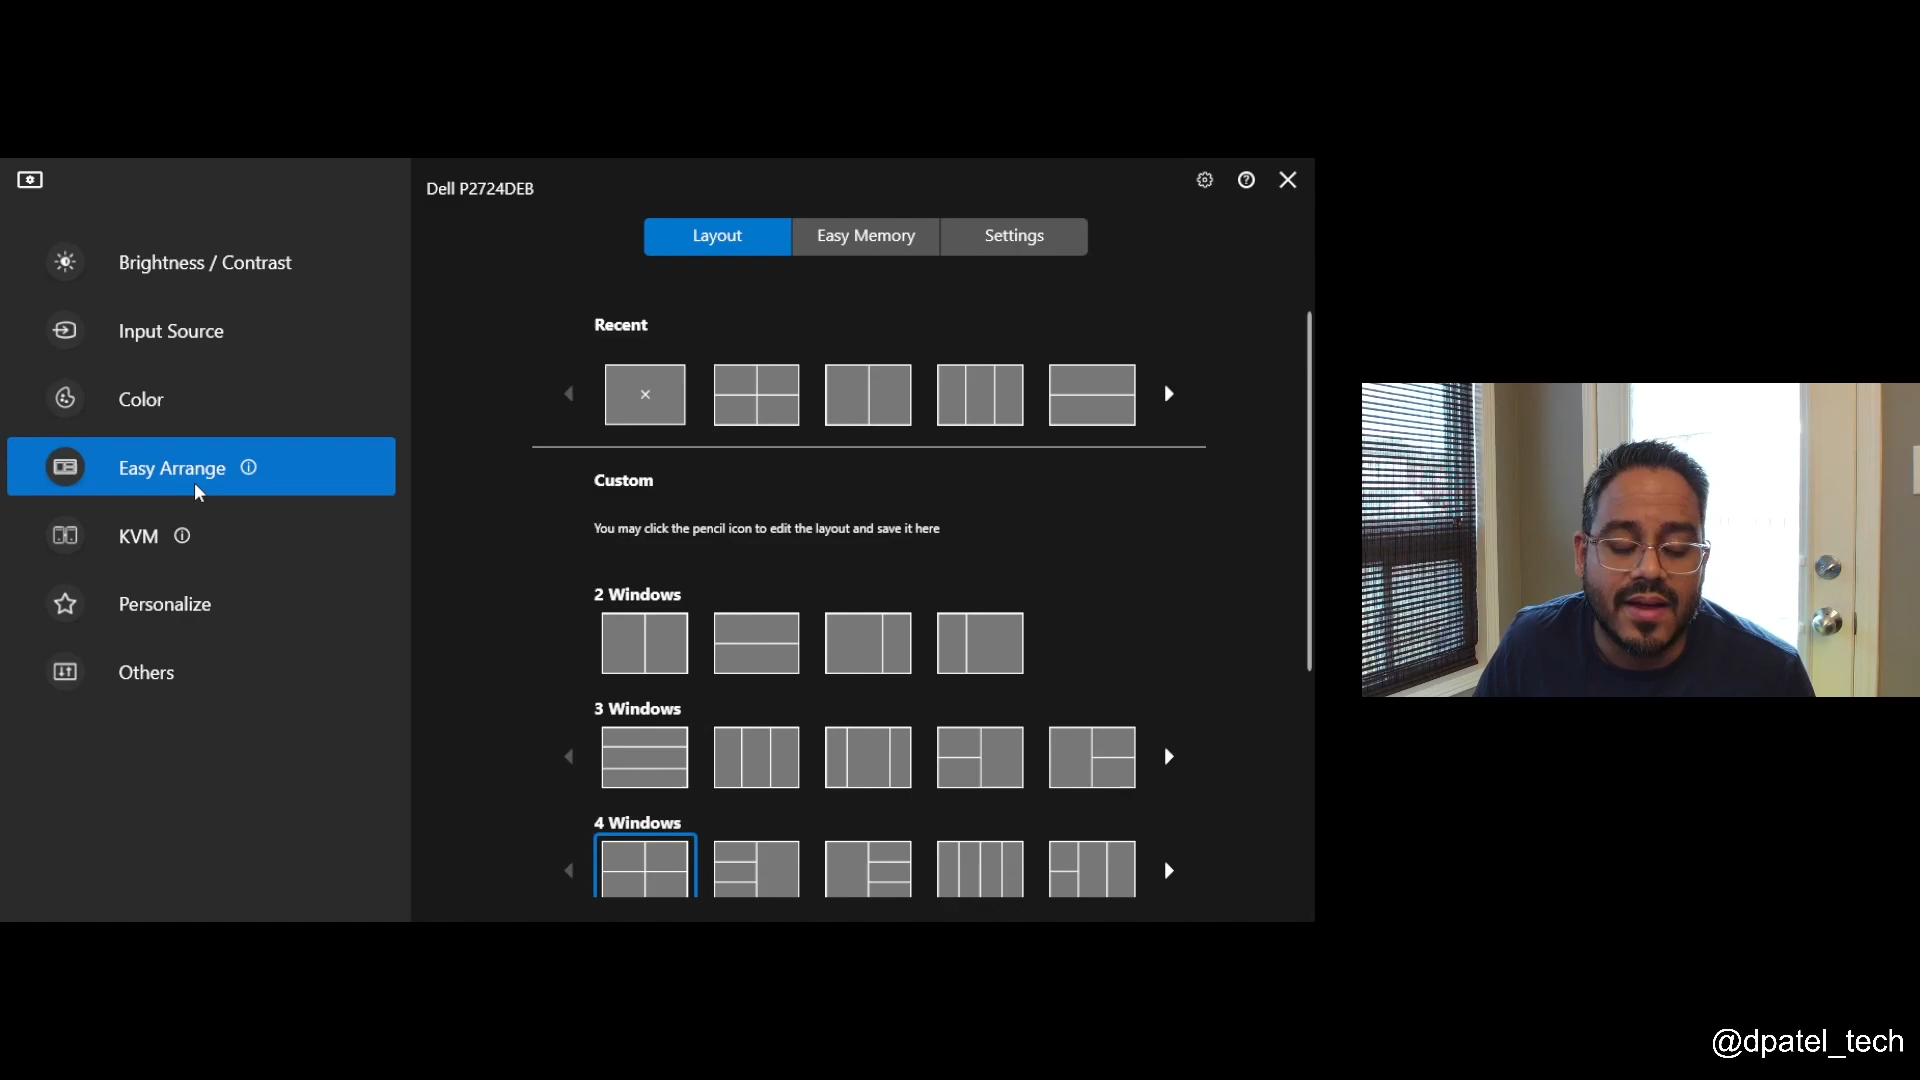 Dell P2724DEB
Layout
Easy Memory
Settings
Brightness / Contrast
Input Source
Color
Easy Arrange
KVM
Personalize
Others
Recent
Custom
You may click the pencil icon to edit the layout and save it here
2 Windows
3 Windows
4 Windows
@dpatel_tech